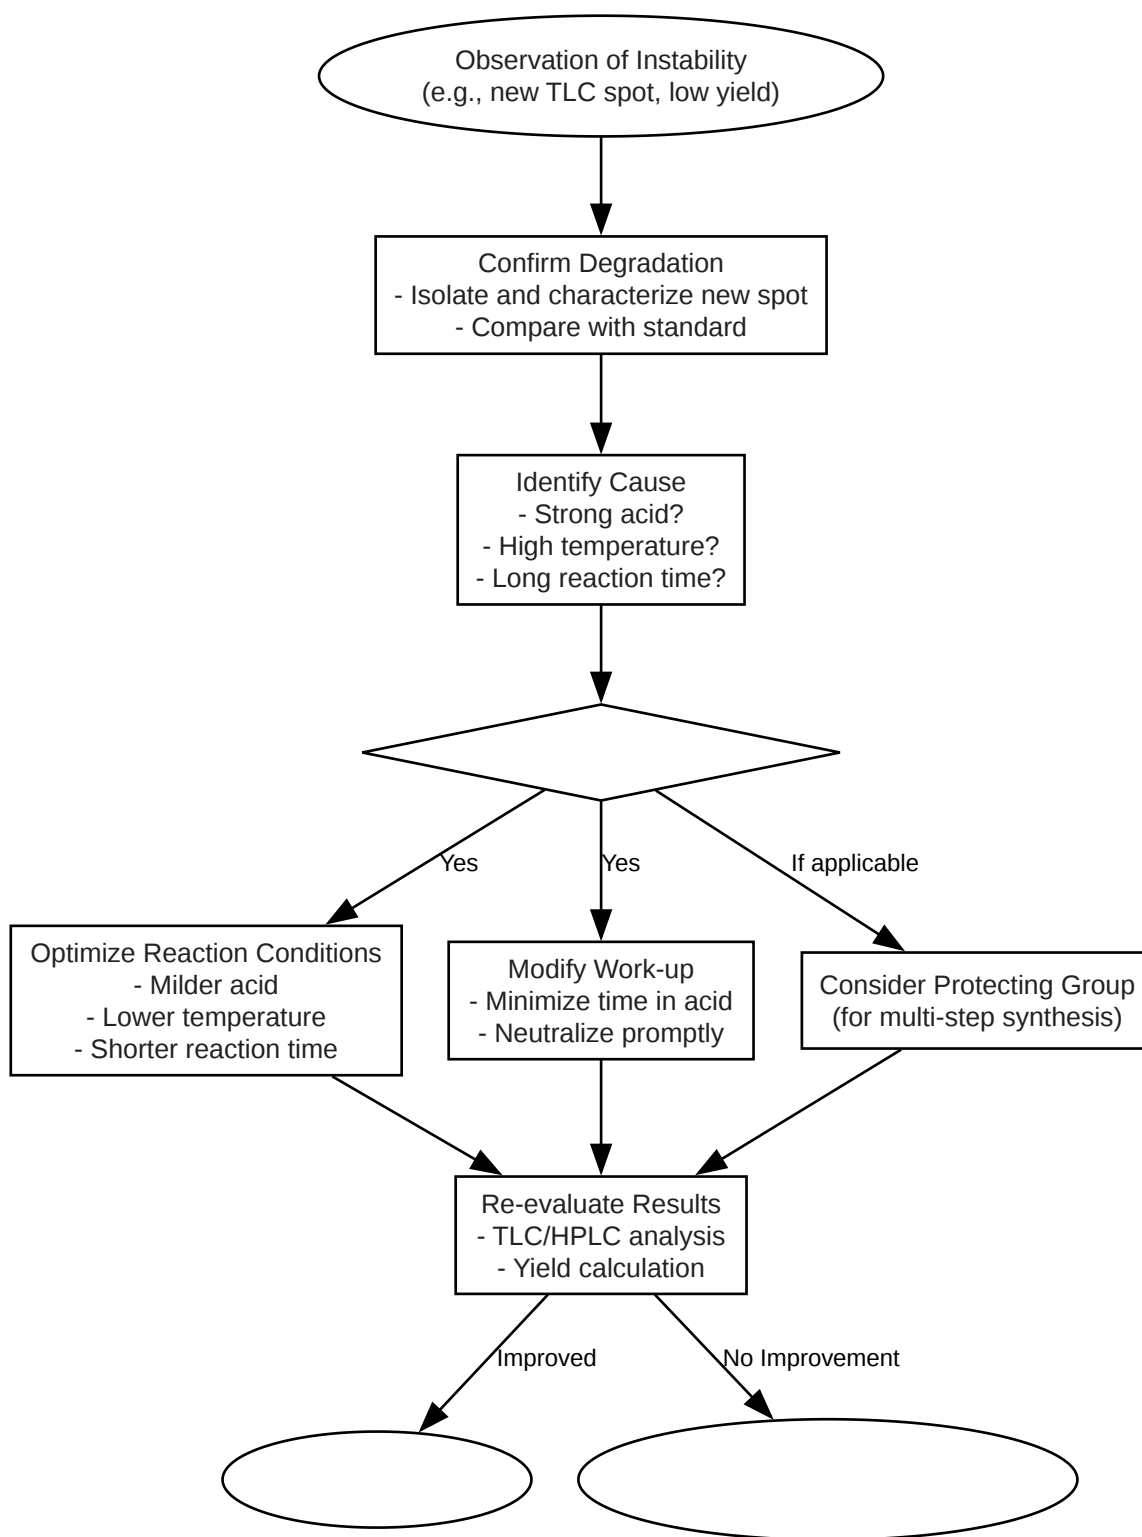 Observation of Instability
(e.g., new TLC spot, low yield)
Confirm Degradation
- Isolate and characterize new spot
- Compare with standard
Identify Cause
- Strong acid?
- High temperature?
- Long reaction time?
Yes
Yes
If applicable
Optimize Reaction Conditions
- Milder acid
- Lower temperature
- Shorter reaction time
Modify Work-up
- Minimize time in acid
- Neutralize promptly
Consider Protecting Group
(for multi-step synthesis)
Re-evaluate Results
- TLC/HPLC analysis
- Yield calculation
Improved
No Improvement